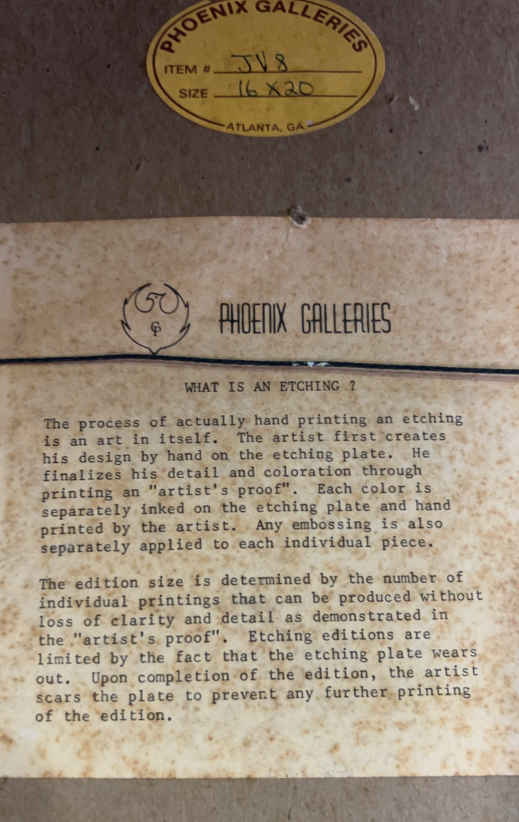 PHOENIX GALLERIES
ITEM # JV8
SIZE 16 X 20
ATLANTA, GA.
PHOENIX GALLERIES
WHAT IS AN ETCHING ?
The process of actually hand printing an etching
is an art in itself. The artist first creates
his design by hand on the etching plate. He
finalizes his detail and coloration through
printing an "artist's proof". Each color is
separately inked on the etching plate and hand
printed by the artist. Any embossing is also
separately applied to each individual piece.
The edition size is determined by the number of
individual printings that can be produced without
loss of clarity and detail as demonstrated in
the "artist's proof". Etching editions are
limited by the fact that the etching plate wears
out. Upon completion of the edition, the artist
scars the plate to prevent any further printing
of the edition.